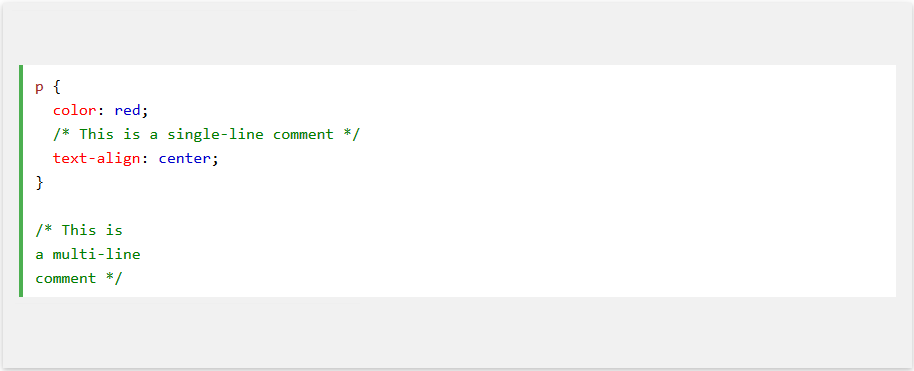 p {
  color: red;
  /* This is a single-line comment */
  text-align: center;
}

/* This is
a multi-line
comment */